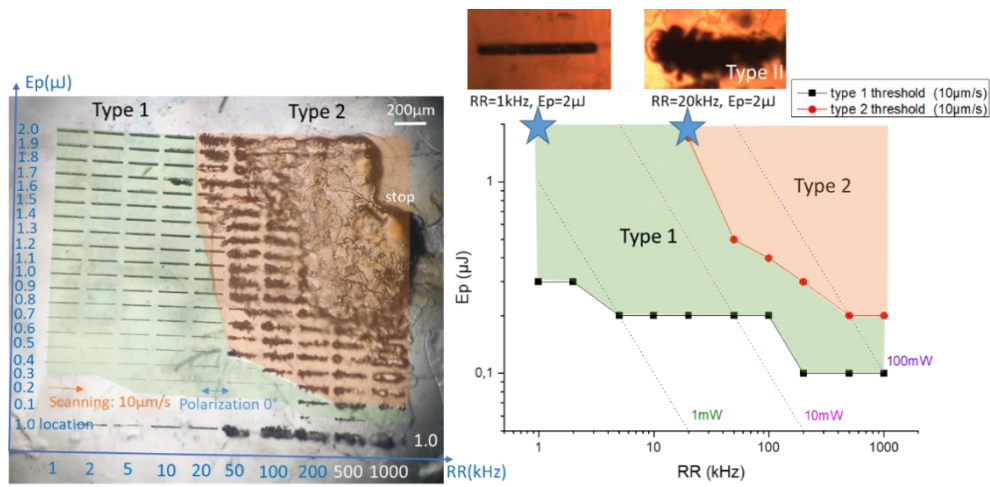 Ep(μJ)
Type 1
Type 2
200μm
2.0
1.9
1.8
1.7
1.6
1.5
1.4
1.3
1.2
1.1
1.0
0.9
0.8
0.7
0.6
0.5
0.4
0.3
0.2
0.1
stop
Scanning: 10μm/s
Polarization 0°
1.0 location
1.0
1 2 5 10 20 50 100 200 500 1000
RR(kHz)
Type II
RR=1kHz, Ep=2μJ
RR=20kHz, Ep=2μJ
type 1 threshold (10μm/s)
type 2 threshold (10μm/s)
Type 2
Type 1
Ep (μJ)
1
0.1
1mW
10mW
100mW
1 10 100 1000
RR (kHz)